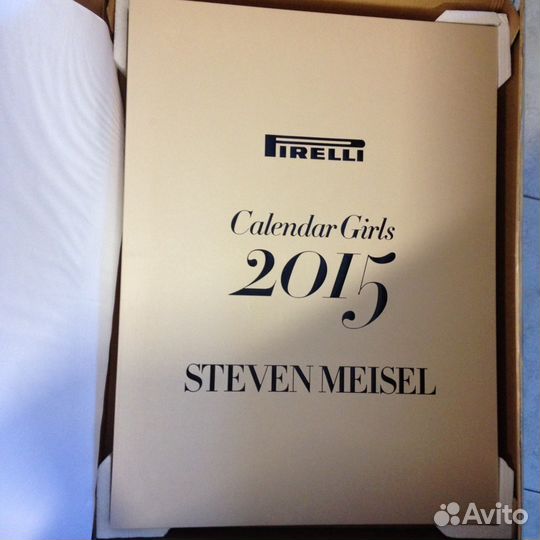 PIRELLI
Calendar Girls
2015
STEVEN MEISEL
Avito